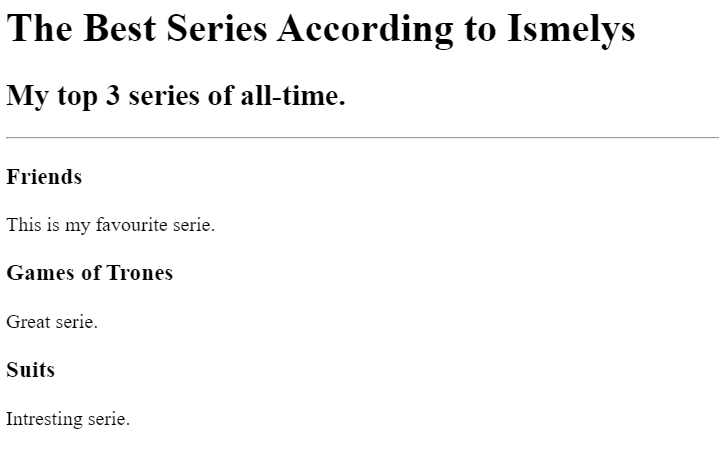 The Best Series According to Ismelys
My top 3 series of all-time.
Friends
This is my favourite serie.
Games of Trones
Great serie.
Suits
Intresting serie.